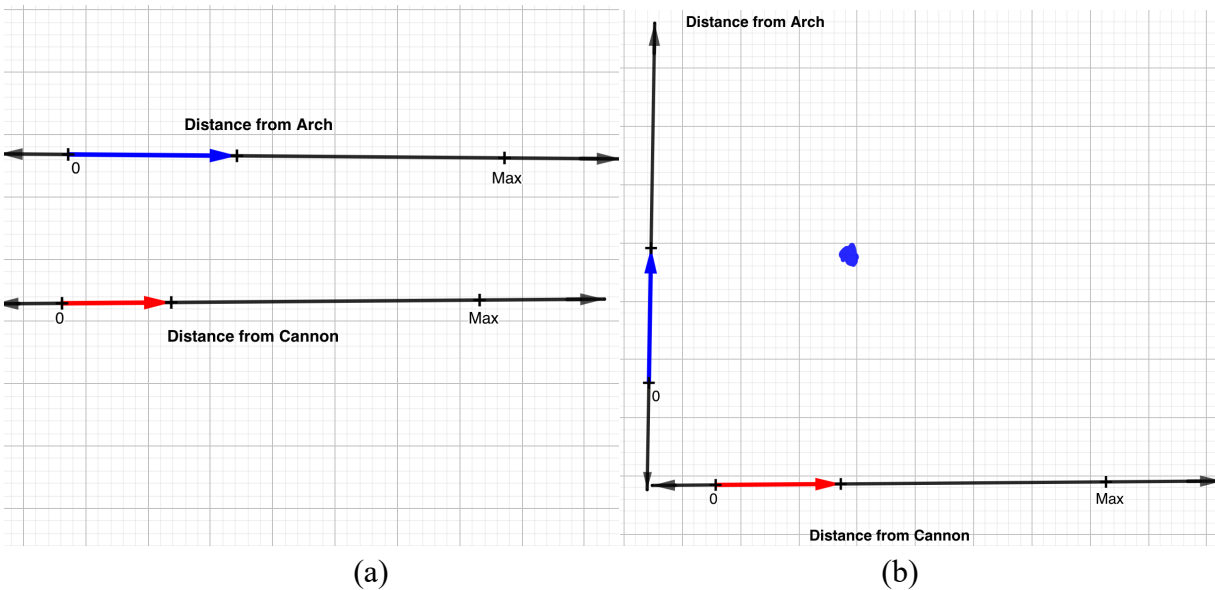 Distance from Arch
0
Max
0
Max
Distance from Cannon
(a)
Distance from Arch
0
0
Max
Distance from Cannon
(b)